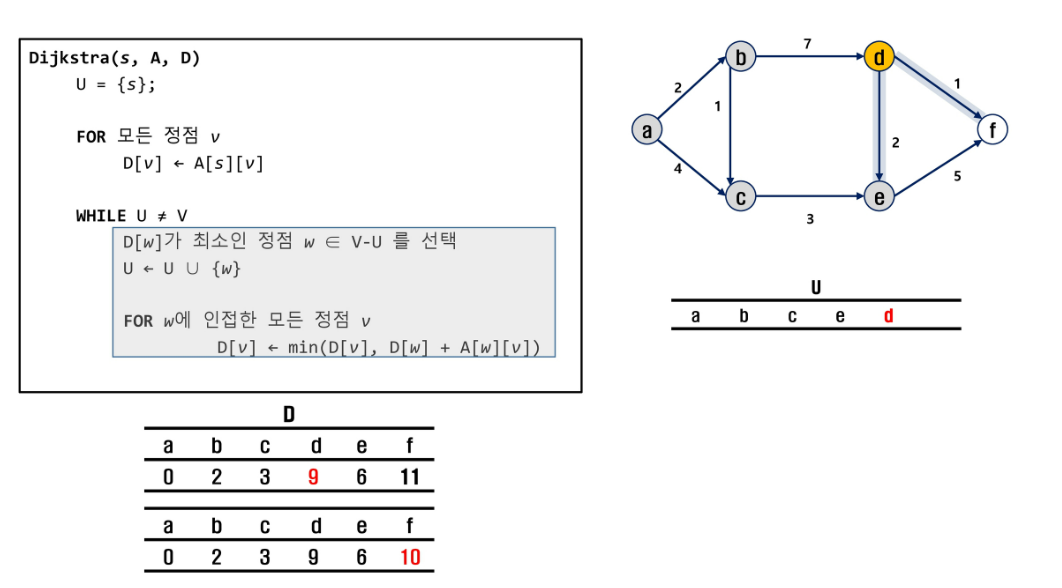 Dijkstra(s, A, D)
U = {s};
FOR 모든 정점 v
D[v] ← A[s][v]
WHILE U ≠ V
D[w]가 최소인 정점 w ∈ V-U 를 선택
U ← U ∪ {w}
FOR w에 인접한 모든 정점 v
D[v] ← min(D[v], D[w] + A[w][v])
b 7 d
2 1 1
a 2 f
4 5
c 3 e
U
a b c e d
D
a b c d e f
0 2 3 9 6 11
a b c d e f
0 2 3 9 6 10